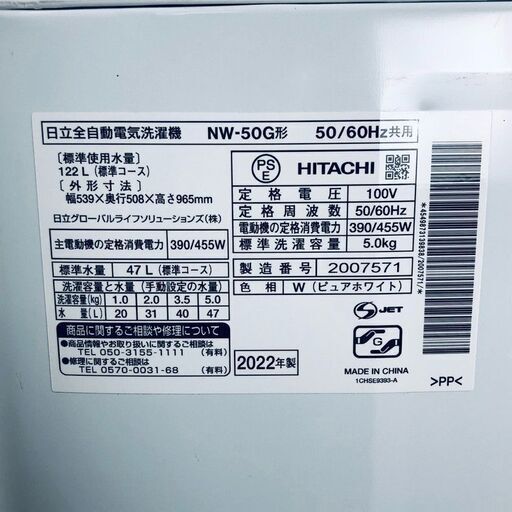 日立全自動電気洗濯機 NW-50G形 50/60Hz共用
〔標準使用水量〕
122 L (標準コース)
〔外形寸法〕
幅539×奥行508×高さ965mm
日立グローバルライフソリューションズ(株)
主電動機の定格消費電力 390/455W
標準水量 47 L (標準コース)
洗濯容量と水量 (手動設定の水量)
洗濯容量(kg) 1.0 2.0 3.5 5.0
水量(L) 20 31 40 47
商品に関するご相談や修理について
●商品情報やお取り扱いに関するご相談は
TEL 050-3155-1111 (有料)
●修理に関するご相談は
TEL 0570-0031-68 (有料)
PS
E
HITACHI
定格電圧 100V
定格周波数 50/60Hz
電動機の定格消費電力 390/455W
標準洗濯容量 5.0kg
製造番号 2007571
色相 W (ピュアホワイト)
2022年製
S JET
G
MADE IN CHINA
1CHSE9393-A
>PP<